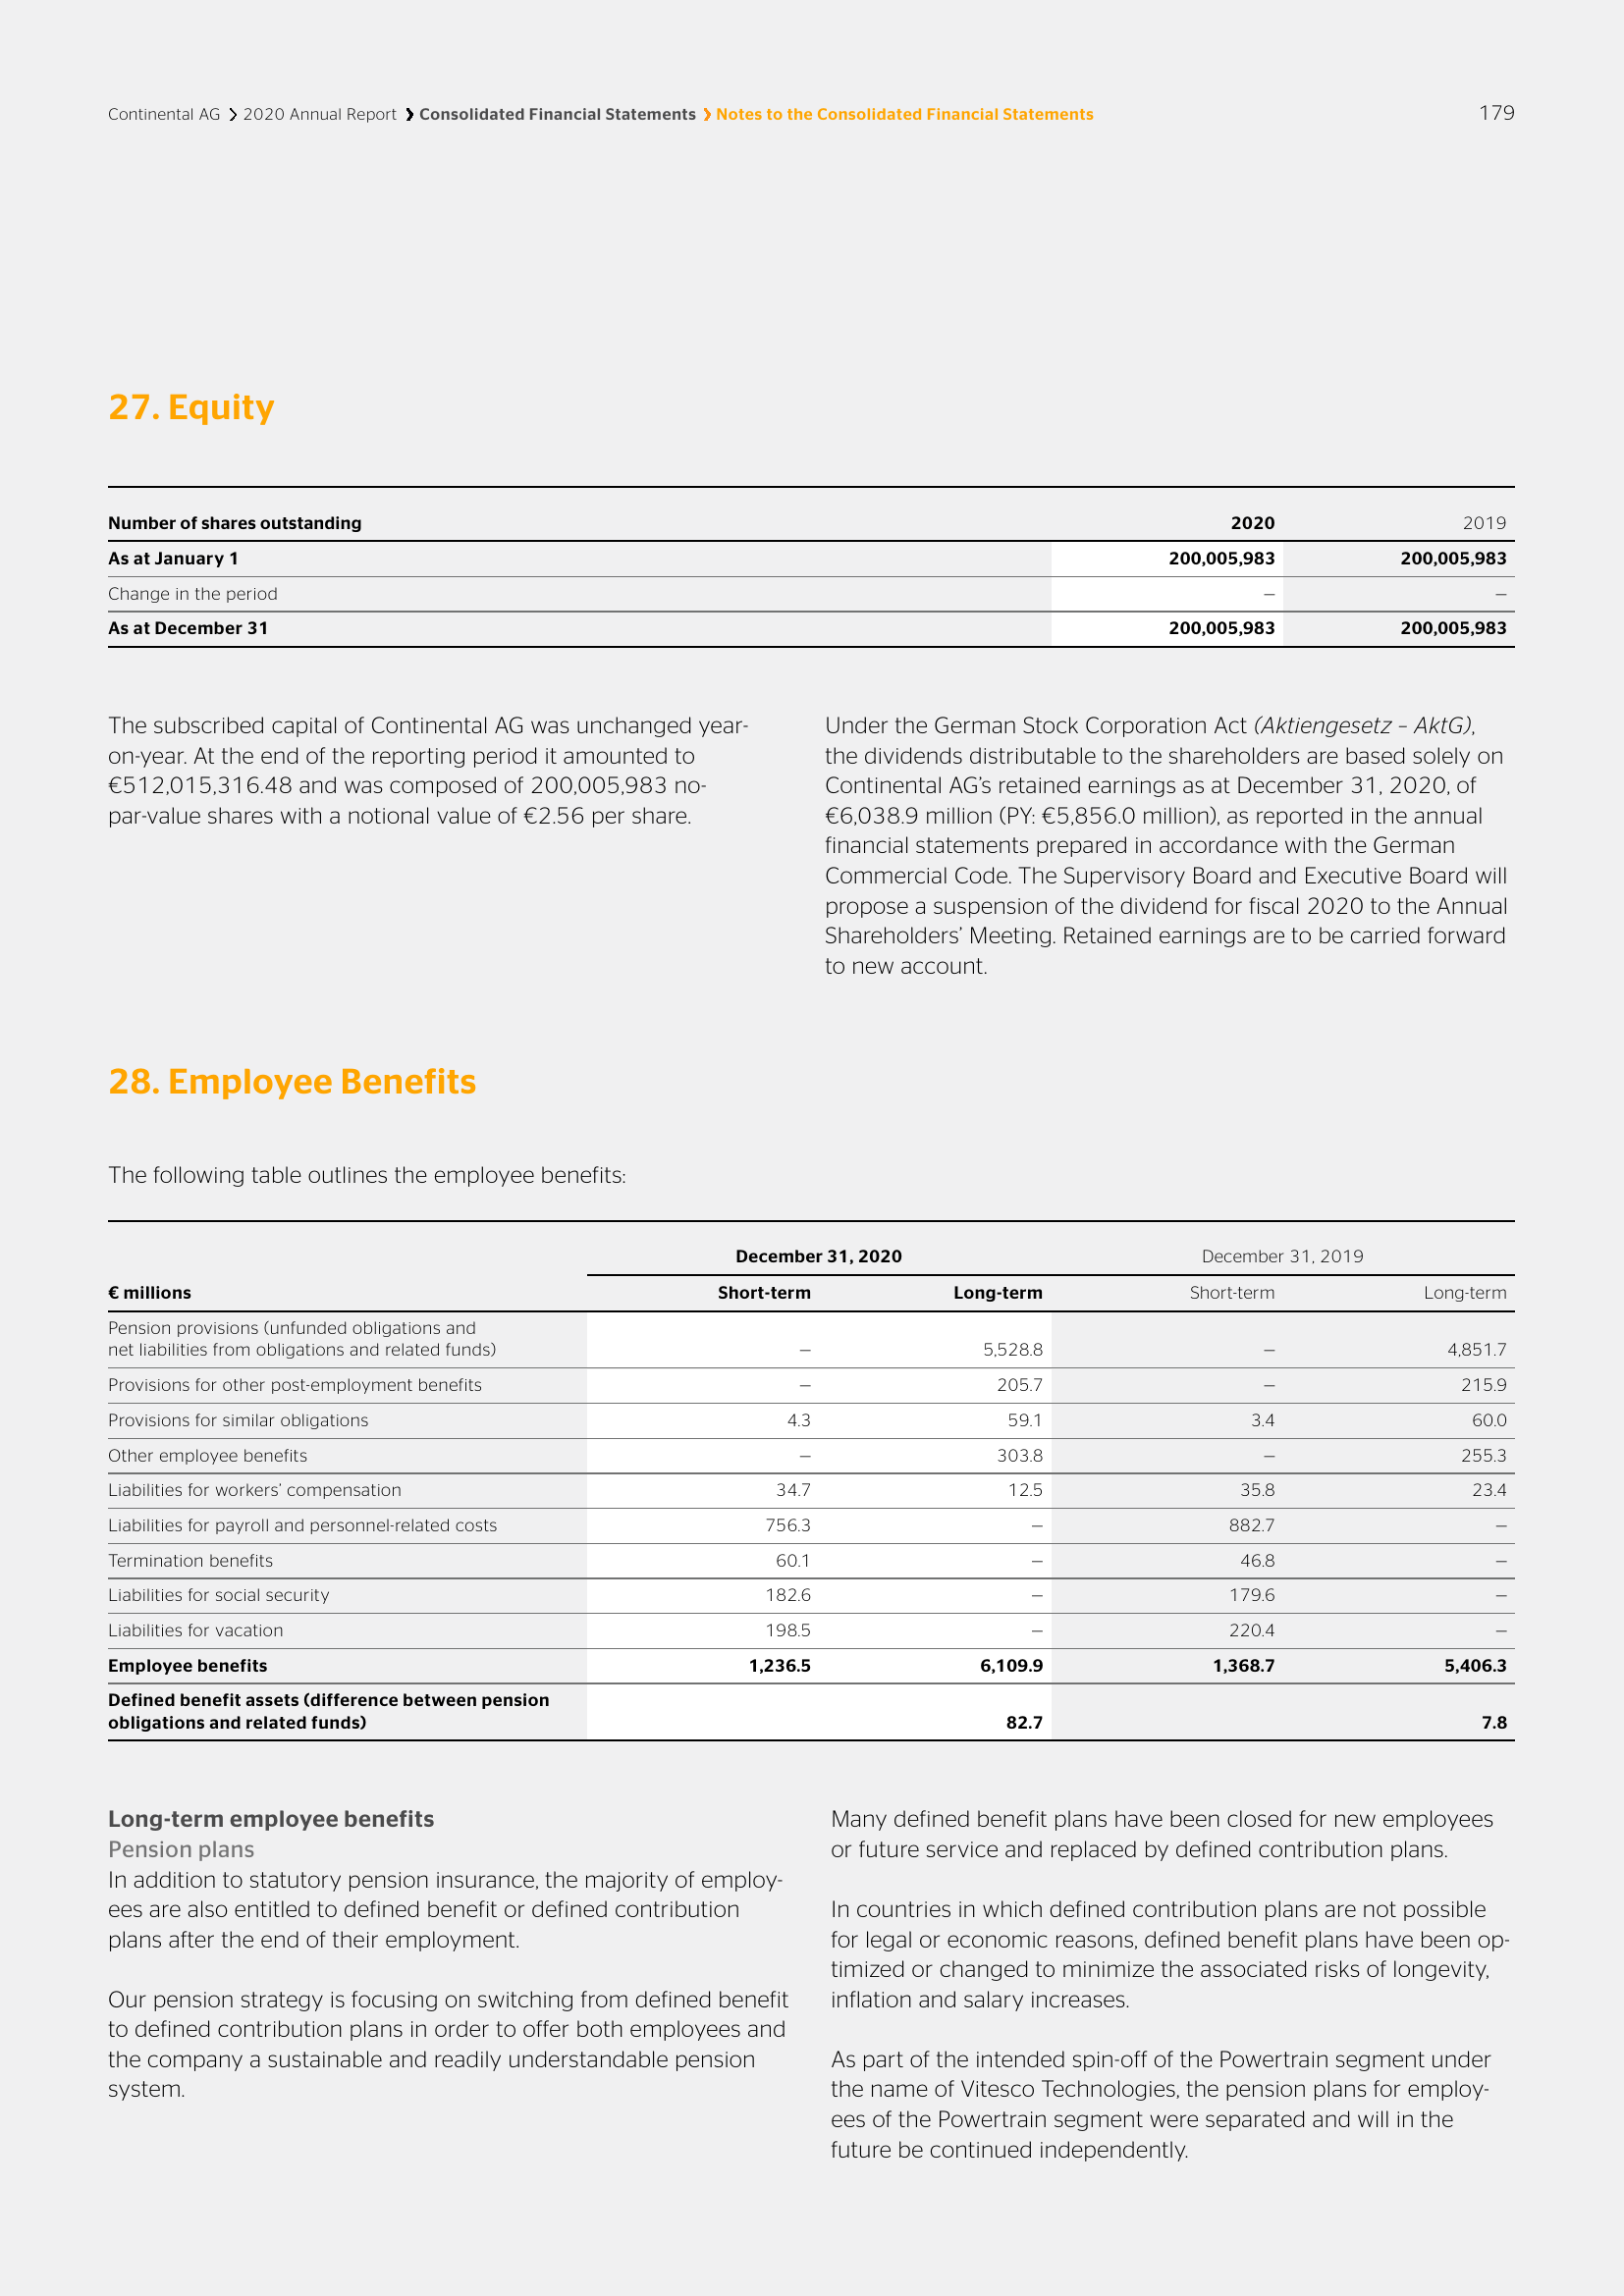 Continental AG ❯ 2020 Annual Report ❯ Consolidated Financial Statements ❯ Notes to the Consolidated Financial Statements 179
27. Equity
Number of shares outstanding 2020 2019
As at January 1 200,005,983 200,005,983
Change in the period – –
As at December 31 200,005,983 200,005,983
The subscribed capital of Continental AG was unchanged year-
on-year. At the end of the reporting period it amounted to
€512,015,316.48 and was composed of 200,005,983 no-
par-value shares with a notional value of €2.56 per share.
Under the German Stock Corporation Act (Aktiengesetz – AktG),
the dividends distributable to the shareholders are based solely on
Continental AG’s retained earnings as at December 31, 2020, of
€6,038.9 million (PY: €5,856.0 million), as reported in the annual
financial statements prepared in accordance with the German
Commercial Code. The Supervisory Board and Executive Board will
propose a suspension of the dividend for fiscal 2020 to the Annual
Shareholders’ Meeting. Retained earnings are to be carried forward
to new account.
28. Employee Benefits
The following table outlines the employee benefits:
December 31, 2020 December 31, 2019
€ millions Short-term Long-term Short-term Long-term
Pension provisions (unfunded obligations and
net liabilities from obligations and related funds) – 5,528.8 – 4,851.7
Provisions for other post-employment benefits – 205.7 – 215.9
Provisions for similar obligations 4.3 59.1 3.4 60.0
Other employee benefits – 303.8 – 255.3
Liabilities for workers’ compensation 34.7 12.5 35.8 23.4
Liabilities for payroll and personnel-related costs 756.3 – 882.7 –
Termination benefits 60.1 – 46.8 –
Liabilities for social security 182.6 – 179.6 –
Liabilities for vacation 198.5 – 220.4 –
Employee benefits 1,236.5 6,109.9 1,368.7 5,406.3
Defined benefit assets (difference between pension
obligations and related funds) 82.7 7.8
Long-term employee benefits
Pension plans
In addition to statutory pension insurance, the majority of employ-
ees are also entitled to defined benefit or defined contribution
plans after the end of their employment.
Our pension strategy is focusing on switching from defined benefit
to defined contribution plans in order to offer both employees and
the company a sustainable and readily understandable pension
system.
Many defined benefit plans have been closed for new employees
or future service and replaced by defined contribution plans.
In countries in which defined contribution plans are not possible
for legal or economic reasons, defined benefit plans have been op-
timized or changed to minimize the associated risks of longevity,
inflation and salary increases.
As part of the intended spin-off of the Powertrain segment under
the name of Vitesco Technologies, the pension plans for employ-
ees of the Powertrain segment were separated and will in the
future be continued independently.